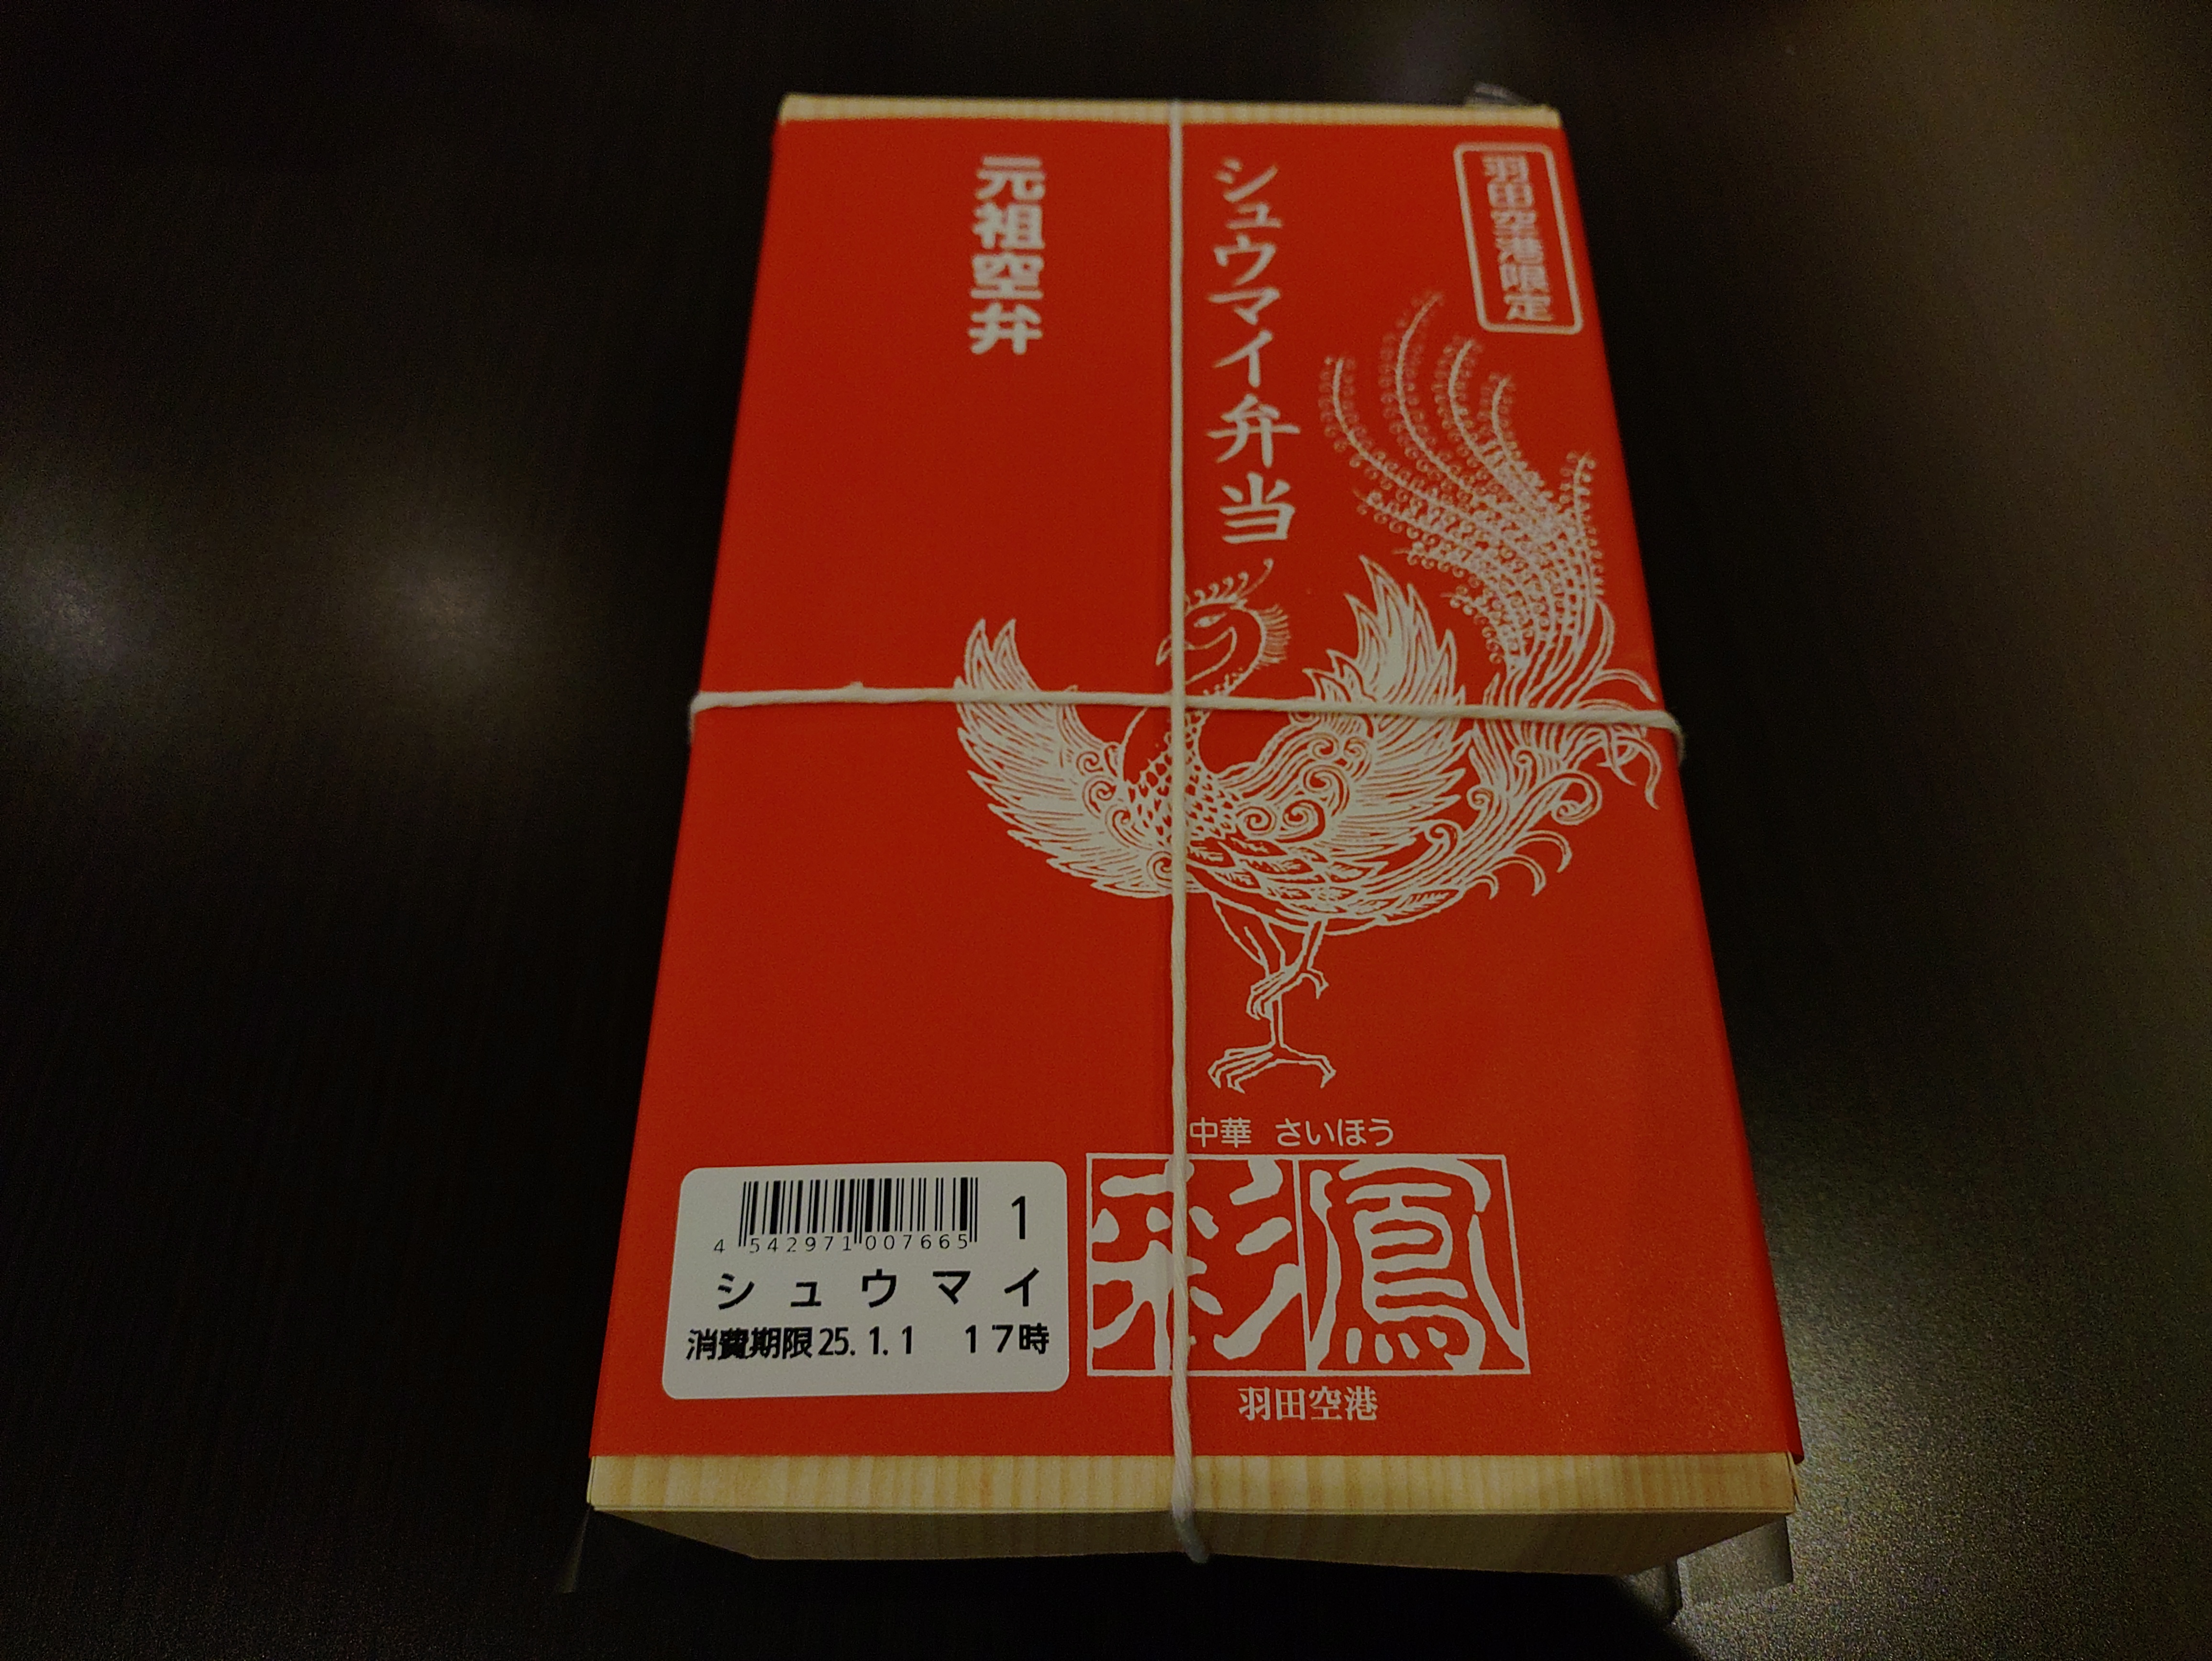 羽田空港限定
シュウマイ弁当
元祖空弁
中華 さいほう
彩鳳
羽田空港
4 542971 007665
1
シュウマイ
消費期限 25. 1. 1 17時